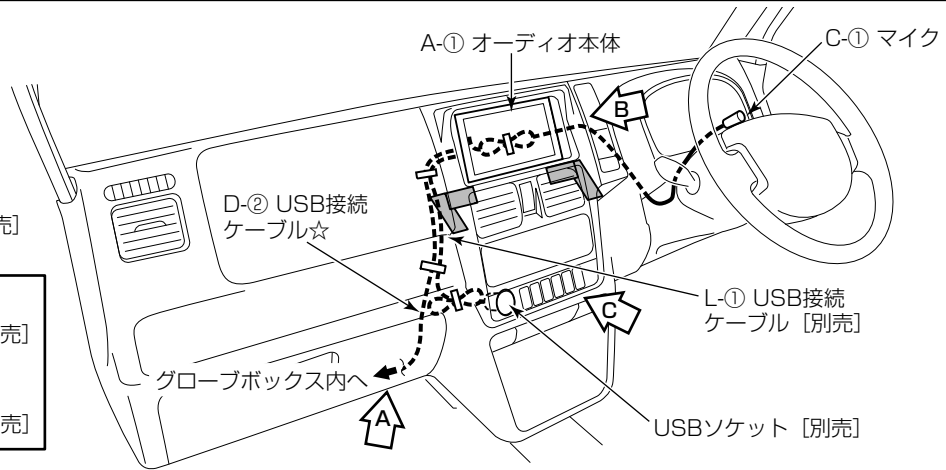 A-① オーディオ本体
C-① マイク
B
D-② USB接続
ケーブル☆
売］
L-① USB接続
ケーブル［別売］
C
売］
グローブボックス内へ
A
売］
USBソケット［別売］